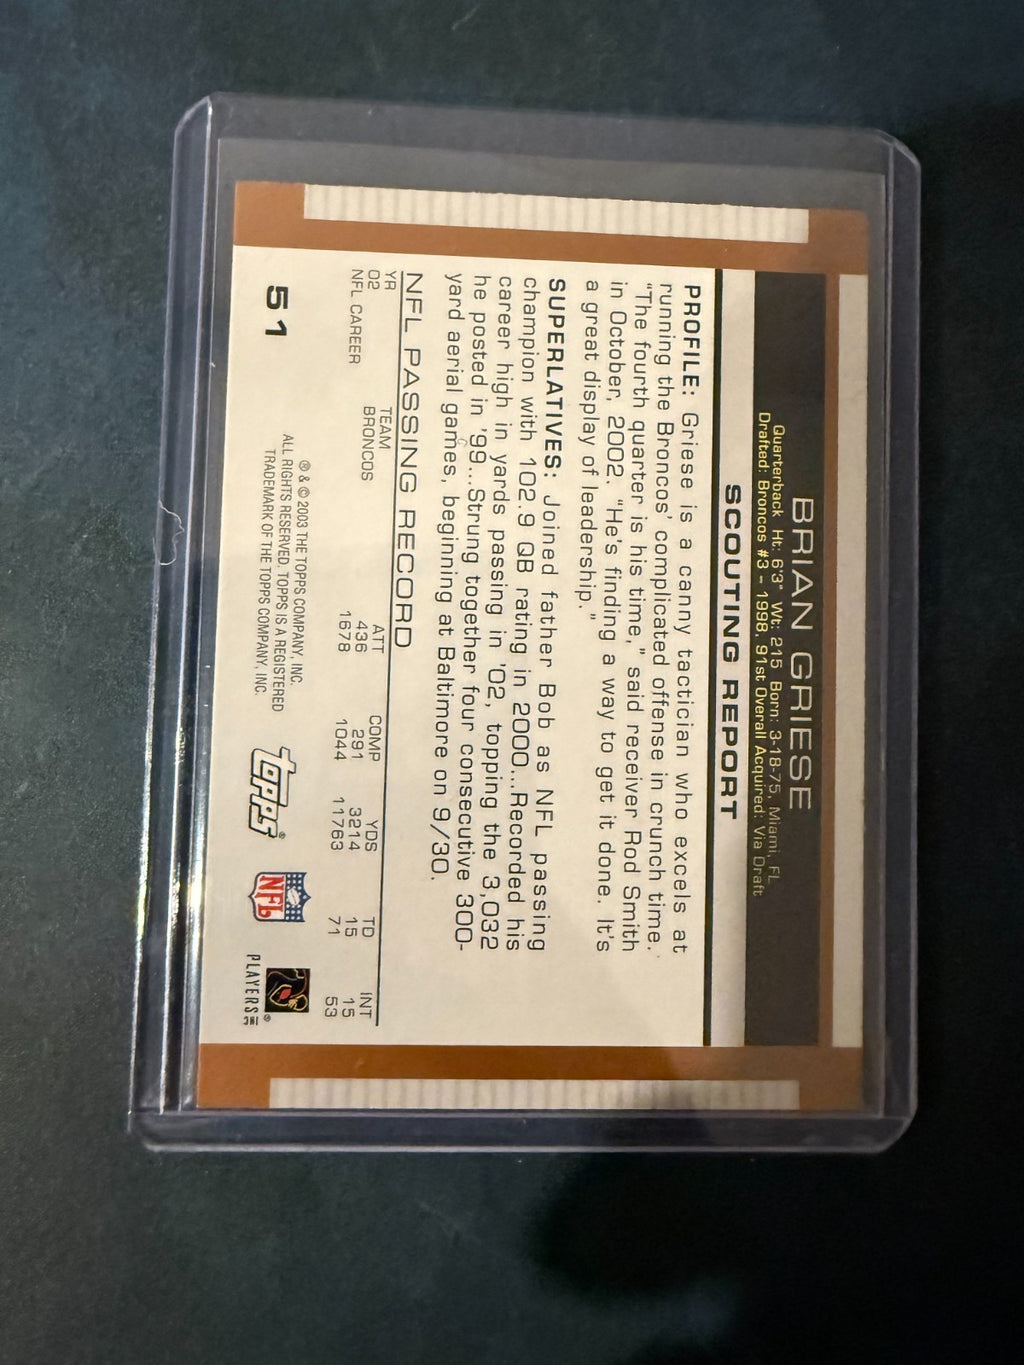 BRIAN GRIESE
Quarterback Ht: 6'3" Wt: 215 Born: 3-18-75, Miami, FL
Drafted: Broncos #3 – 1998, 91st Overall Acquired: Via Draft
SCOUTING REPORT
PROFILE: Griese is a canny tactician who excels at
running the Broncos' complicated offense in crunch time.
"The fourth quarter is his time," said receiver Rod Smith
in October, 2002. "He's finding a way to get it done. It's
a great display of leadership."
SUPERLATIVES: Joined father Bob as NFL passing
champion with 102.9 QB rating in 2000...Recorded his
career high in yards passing in '02, topping the 3,032
he posted in '99...Strung together four consecutive 300-
yard aerial games, beginning at Baltimore on 9/30.
NFL PASSING RECORD
YR TEAM ATT COMP YDS TD INT
02 BRONCOS 436 291 3214 15 15
NFL CAREER 1678 1044 11763 71 53
® & © 2003 THE TOPPS COMPANY, INC.
ALL RIGHTS RESERVED. TOPPS IS A REGISTERED
TRADEMARK OF THE TOPPS COMPANY, INC.
51
topps®
NFL
PLAYERS INC ®